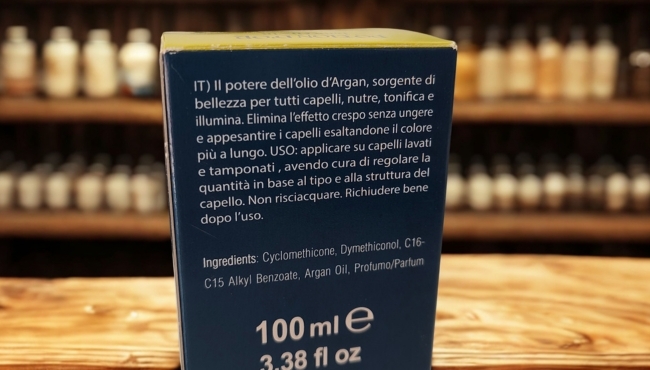 IT) Il potere dell'olio d'Argan, sorgente di
bellezza per tutti capelli, nutre, tonifica e
illumina. Elimina l'effetto crespo senza ungere
e appesantire i capelli esaltandone il colore
più a lungo. USO: applicare su capelli lavati
e tamponati , avendo cura di regolare la
quantità in base al tipo e alla struttura del
capello. Non risciacquare. Richiudere bene
dopo l'uso.
Ingredients: Cyclomethicone, Dymethiconol, C16-
C15 Alkyl Benzoate, Argan Oil, Profumo/Parfum
100 ml e
3.38 fl oz